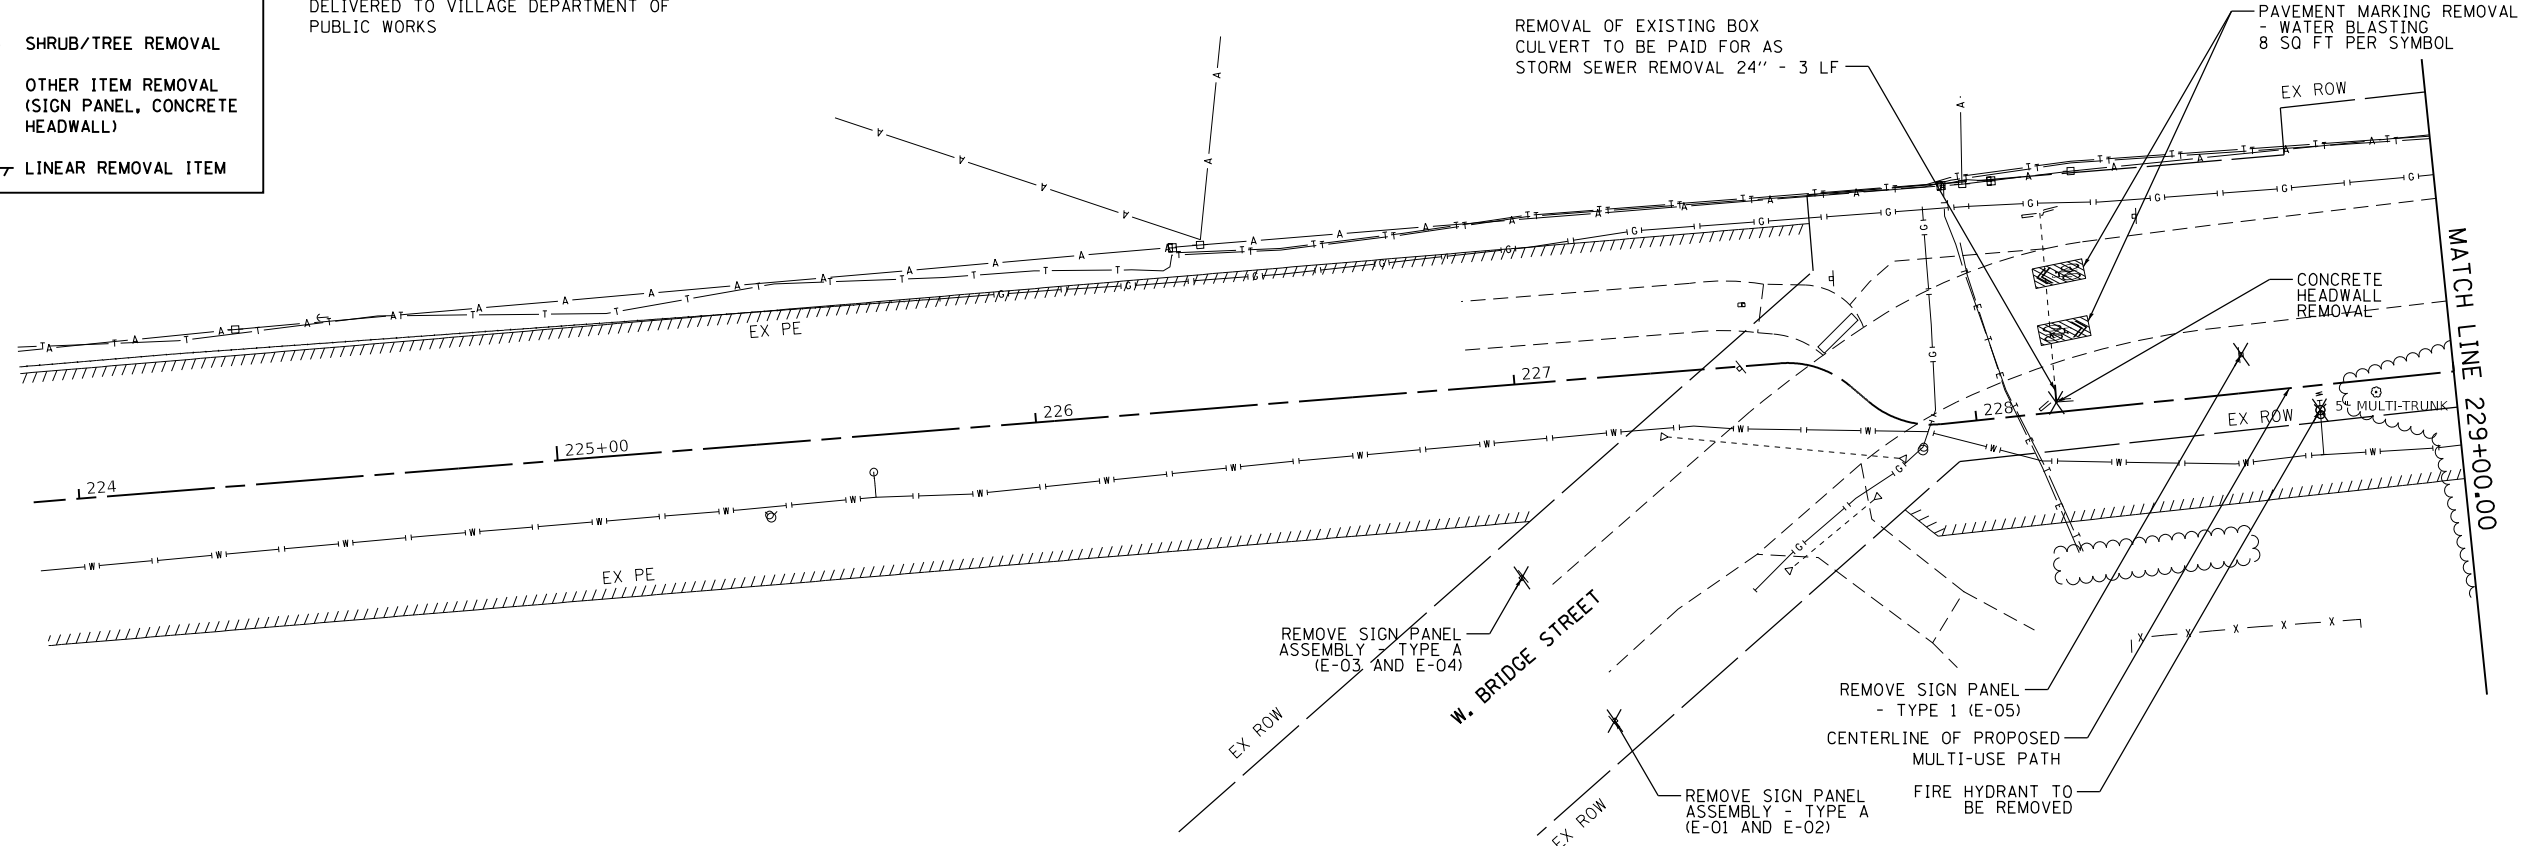 SHRUB/TREE REMOVAL
OTHER ITEM REMOVAL
(SIGN PANEL, CONCRETE
HEADWALL)
LINEAR REMOVAL ITEM
DELIVERED TO VILLAGE DEPARTMENT OF
PUBLIC WORKS
REMOVAL OF EXISTING BOX
CULVERT TO BE PAID FOR AS
STORM SEWER REMOVAL 24" - 3 LF
PAVEMENT MARKING REMOVAL
- WATER BLASTING
8 SQ FT PER SYMBOL
EX ROW
CONCRETE
HEADWALL
REMOVAL
MATCH LINE 229+00.00
EX PE
224
225+00
226
227
228
EX ROW
5" MULTI-TRUNK
EX PE
REMOVE SIGN PANEL
ASSEMBLY - TYPE A
(E-03 AND E-04)
W. BRIDGE STREET
EX ROW
EX ROW
REMOVE SIGN PANEL
ASSEMBLY - TYPE A
(E-01 AND E-02)
REMOVE SIGN PANEL
- TYPE 1 (E-05)
CENTERLINE OF PROPOSED
MULTI-USE PATH
FIRE HYDRANT TO
BE REMOVED